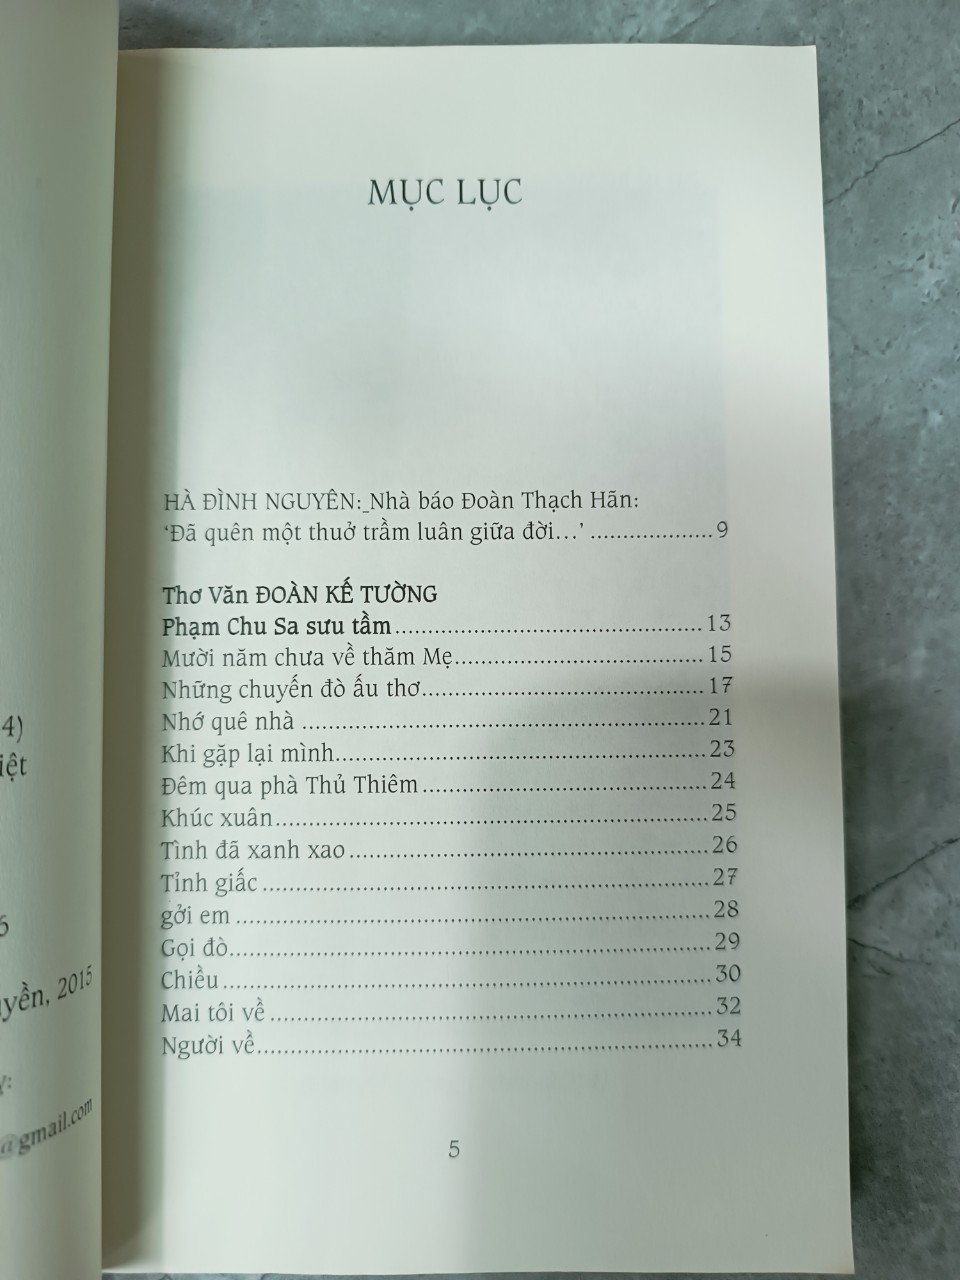 MỤC LỤC
HÀ ĐÌNH NGUYÊN:_Nhà báo Đoàn Thạch Hãn:
‘Đã quên một thuở trầm luân giữa đời...’ ................... 9
Thơ Văn ĐOÀN KẾ TƯỜNG
Phạm Chu Sa sưu tầm ............................................... 13
Mười năm chưa về thăm Mẹ...................................... 15
Những chuyến đò ấu thơ........................................... 17
Nhớ quê nhà ............................................................. 21
Khi gặp lại mình........................................................ 23
Đêm qua phà Thủ Thiêm ........................................... 24
Khúc xuân................................................................. 25
Tình đã xanh xao ...................................................... 26
Tỉnh giấc ................................................................... 27
gởi em ....................................................................... 28
Gọi đò........................................................................ 29
Chiều ......................................................................... 30
Mai tôi về .................................................................. 32
Người về.................................................................... 34
5
4)
iệt
yền, 2015
@gmail.com